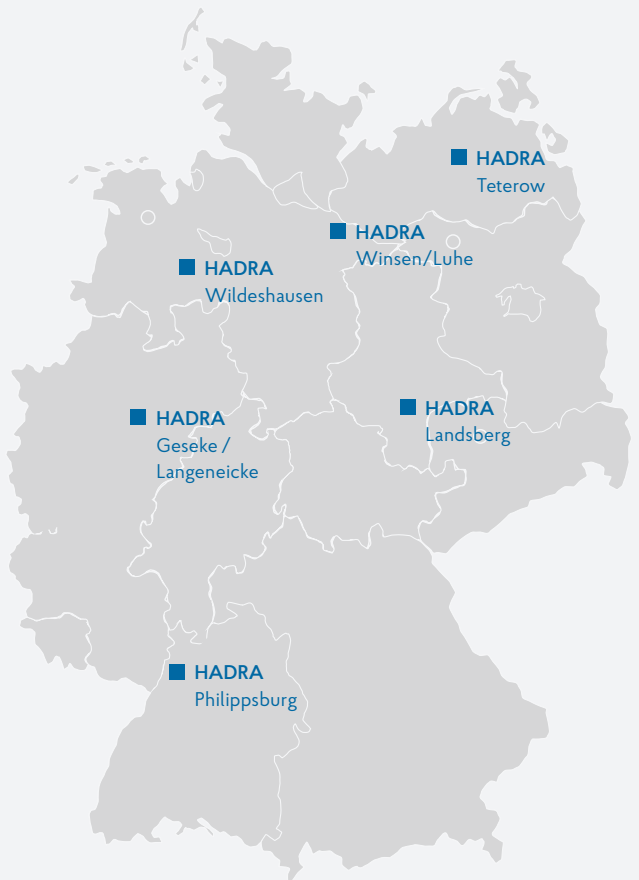 HADRA
Teterow
HADRA
Winsen/Luhe
HADRA
Wildeshausen
HADRA
Landsberg
HADRA
Geseke /
Langeneicke
HADRA
Philippsburg